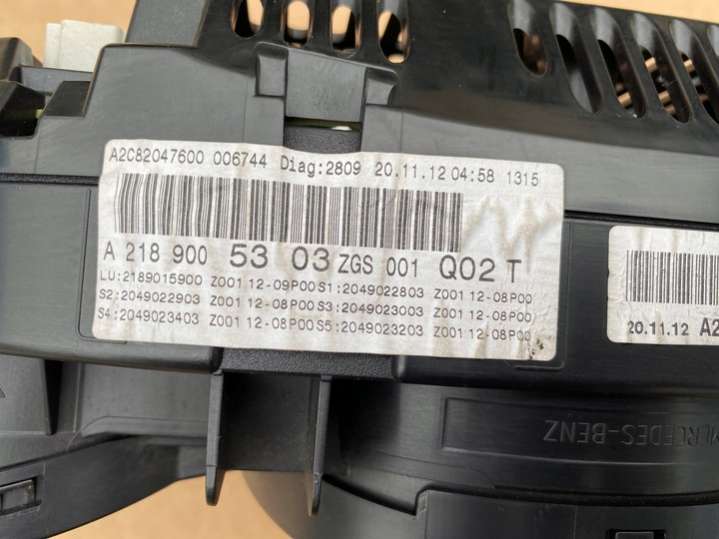 A2C82047600 006744 Diag:2809 20.11.12 04:58 1315
A 218 900 53 03 ZGS 001 Q02 T
LU:2189015900 Z001 12-09P00 S1:2049022803 Z001 12-08P00
S2:2049022903 Z001 12-08P00 S3:2049023003 Z001 12-08P00
S4:2049023403 Z001 12-08P00 S5:2049023203 Z001 12-08P00
20.11.12 A2
MERCEDES-BENZ